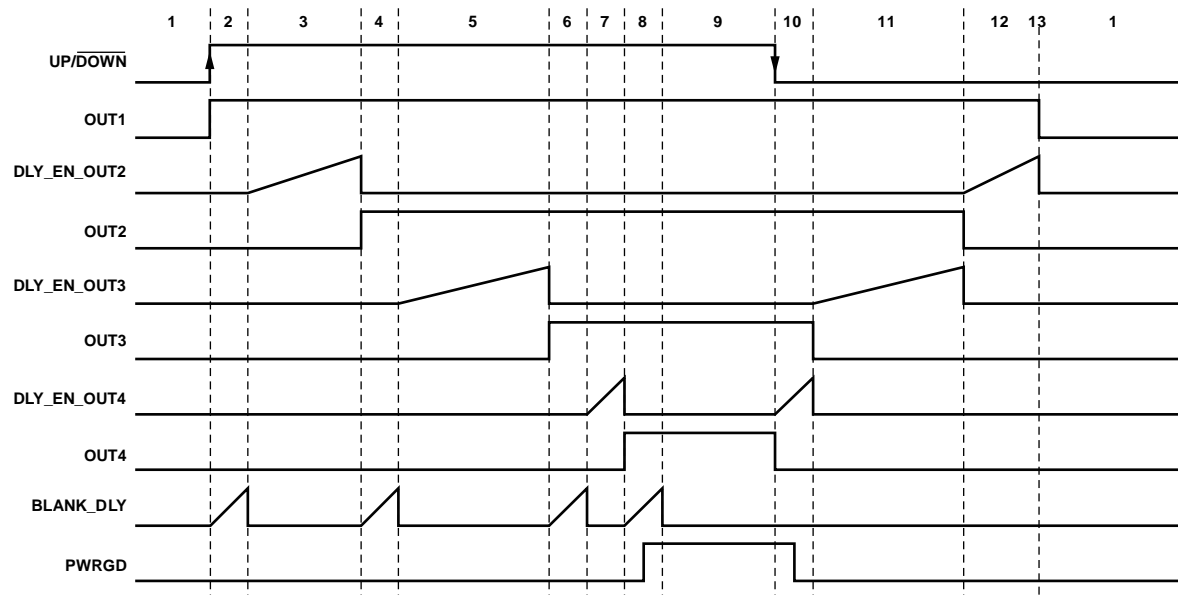 1 2 3 4 5 6 7 8 9 10 11 12 13 1
UP/DOWN
OUT1
DLY_EN_OUT2
OUT2
DLY_EN_OUT3
OUT3
DLY_EN_OUT4
OUT4
BLANK_DLY
PWRGD